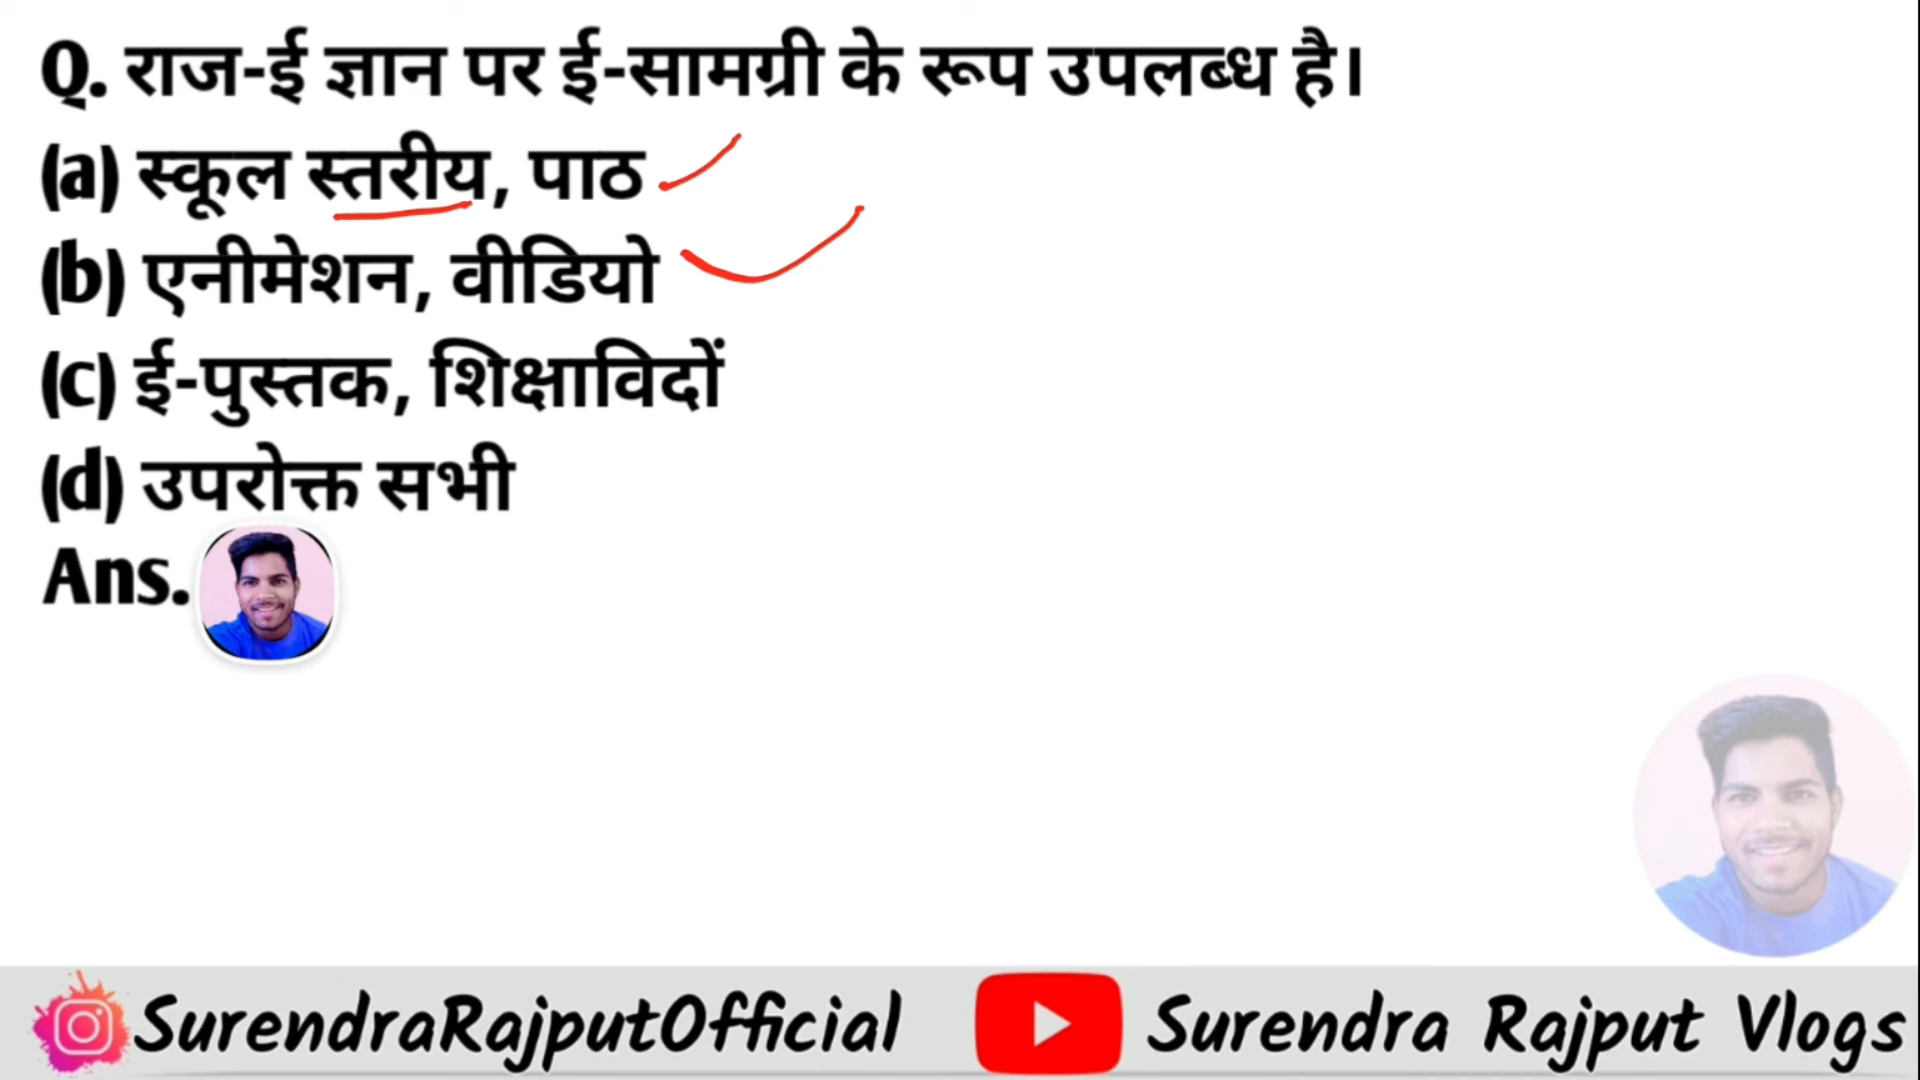 Q. राज-ई ज्ञान पर ई-सामग्री के रूप उपलब्ध है।
(a) स्कूल स्तरीय, पाठ
(b) एनीमेशन, वीडियो
(c) ई-पुस्तक, शिक्षाविदों
(d) उपरोक्त सभी
Ans.
SurendraRajputOfficial Surendra Rajput Vlogs